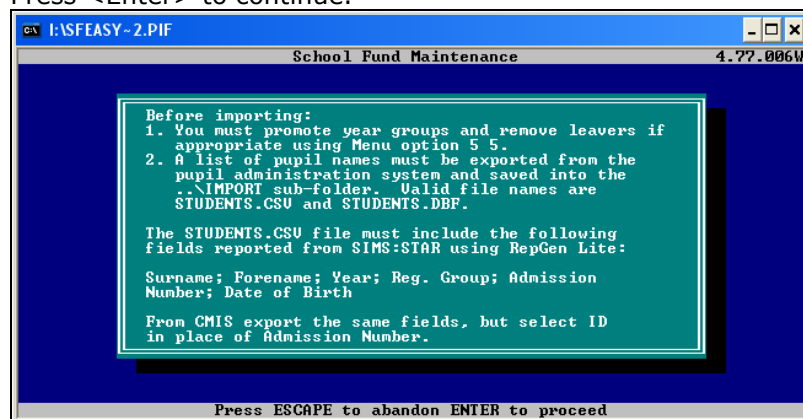 Press <Enter> to continue.
I:\SFEASY~2.PIF
School Fund Maintenance 4.77.006W
Before importing:
1. You must promote year groups and remove leavers if
appropriate using Menu option 5 5.
2. A list of pupil names must be exported from the
pupil administration system and saved into the
..\IMPORT sub-folder. Valid file names are
STUDENTS.CSV and STUDENTS.DBF.
The STUDENTS.CSV file must include the following
fields reported from SIMS:STAR using RepGen Lite:
Surname; Forename; Year; Reg. Group; Admission
Number; Date of Birth
From CMIS export the same fields, but select ID
in place of Admission Number.
Press ESCAPE to abandon ENTER to proceed